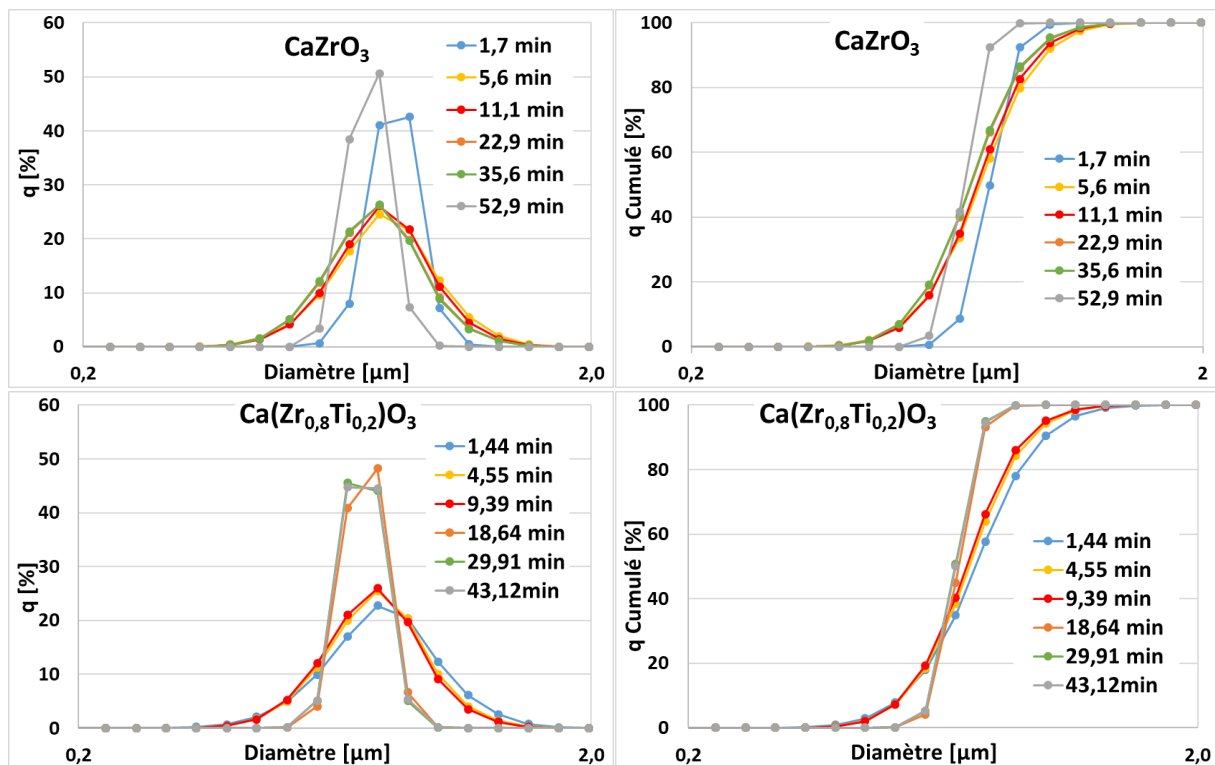 CaZrO3
60
50
40
30
20
10
0
q [%]
1,7 min
5,6 min
11,1 min
22,9 min
35,6 min
52,9 min
0,2
Diamètre [µm]
2,0
CaZrO3
100
80
60
40
20
0
q Cumulé [%]
1,7 min
5,6 min
11,1 min
22,9 min
35,6 min
52,9 min
0,2
Diamètre [µm]
2
Ca(Zr0,8Ti0,2)O3
60
50
40
30
20
10
0
q [%]
1,44 min
4,55 min
9,39 min
18,64 min
29,91 min
43,12min
0,2
Diamètre [µm]
2,0
Ca(Zr0,8Ti0,2)O3
100
80
60
40
20
0
q Cumulé [%]
1,44 min
4,55 min
9,39 min
18,64 min
29,91 min
43,12min
0,2
Diamètre [µm]
2,0